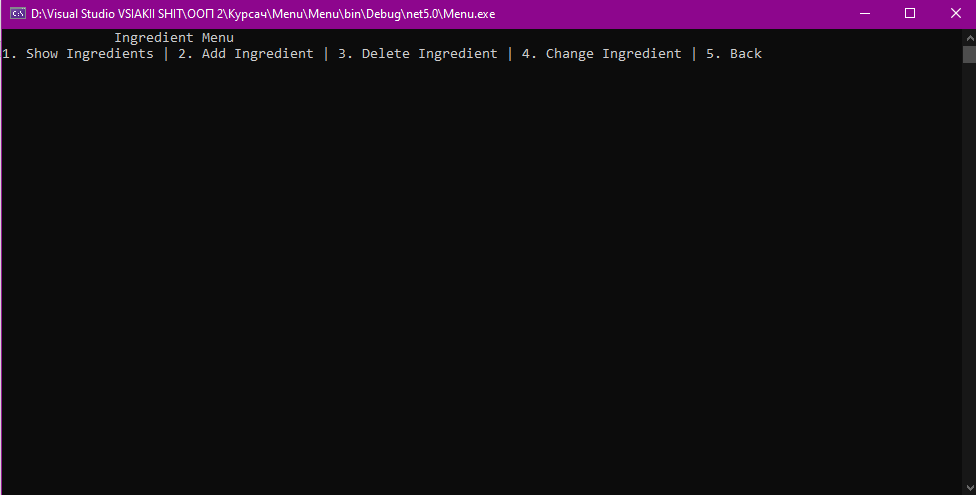 D:\Visual Studio VSIAKII SHIT\ООП 2\Курсач\Menu\Menu\bin\Debug\net5.0\Menu.exe
Ingredient Menu
1. Show Ingredients | 2. Add Ingredient | 3. Delete Ingredient | 4. Change Ingredient | 5. Back